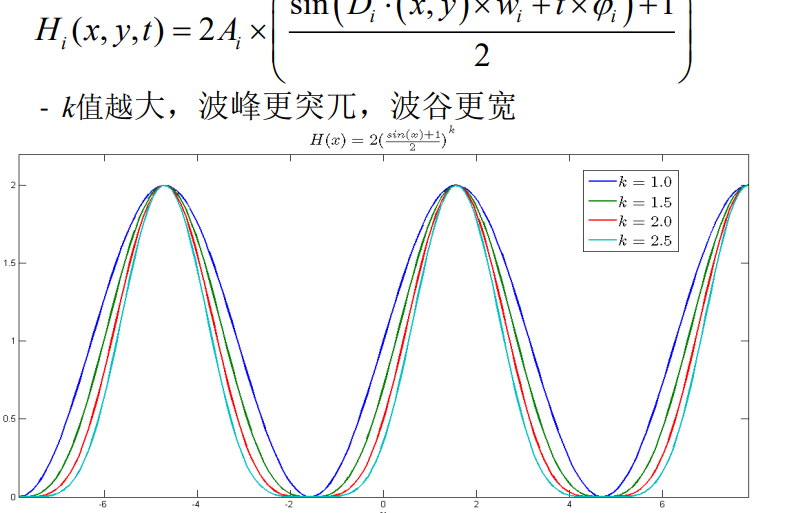 H_i(x, y,t) = 2A_i × ( (sin(D_i · (x, y) × w_i + t × φ_i) + 1) / 2 )
- k值越大，波峰更突兀，波谷更宽
H(x) = 2((sin(x)+1)/2)^k
k = 1.0
k = 1.5
k = 2.0
k = 2.5
2
1.5
1
0.5
0
-6 -4 -2 0 2 4 6